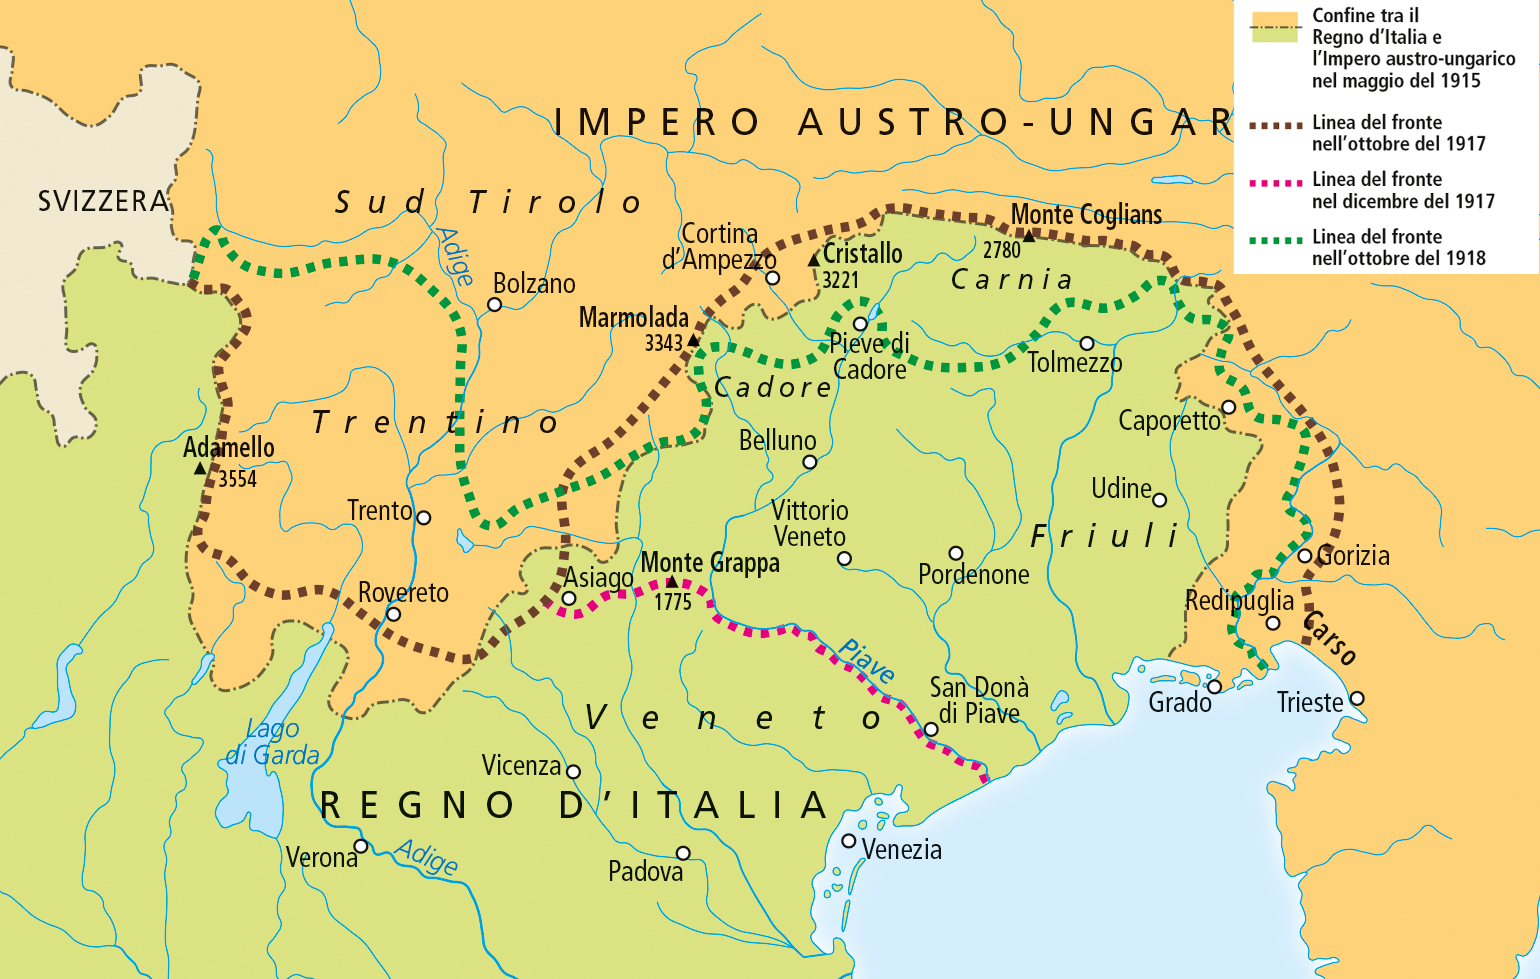 Confine tra il
Regno d'Italia e
l'Impero austro-ungarico
nel maggio del 1915
Linea del fronte
nell'ottobre del 1917
Linea del fronte
nel dicembre del 1917
Linea del fronte
nell'ottobre del 1918
IMPERO AUSTRO-UNGAR
SVIZZERA
Sud Tirolo
Adige
Bolzano
Cortina
d'Ampezzo
Cristallo
3221
Monte Coglians
2780
Carnia
Marmolada
3343
Pieve di
Cadore
Tolmezzo
Cadore
Trentino
Caporetto
Belluno
Adamello
3554
Udine
Trento
Vittorio
Veneto
Friuli
Pordenone
Gorizia
Monte Grappa
1775
Asiago
Rovereto
Redipuglia
Carso
Piave
San Donà
di Piave
Grado
Trieste
Veneto
Lago
di Garda
Vicenza
REGNO D'ITALIA
Verona
Adige
Padova
Venezia